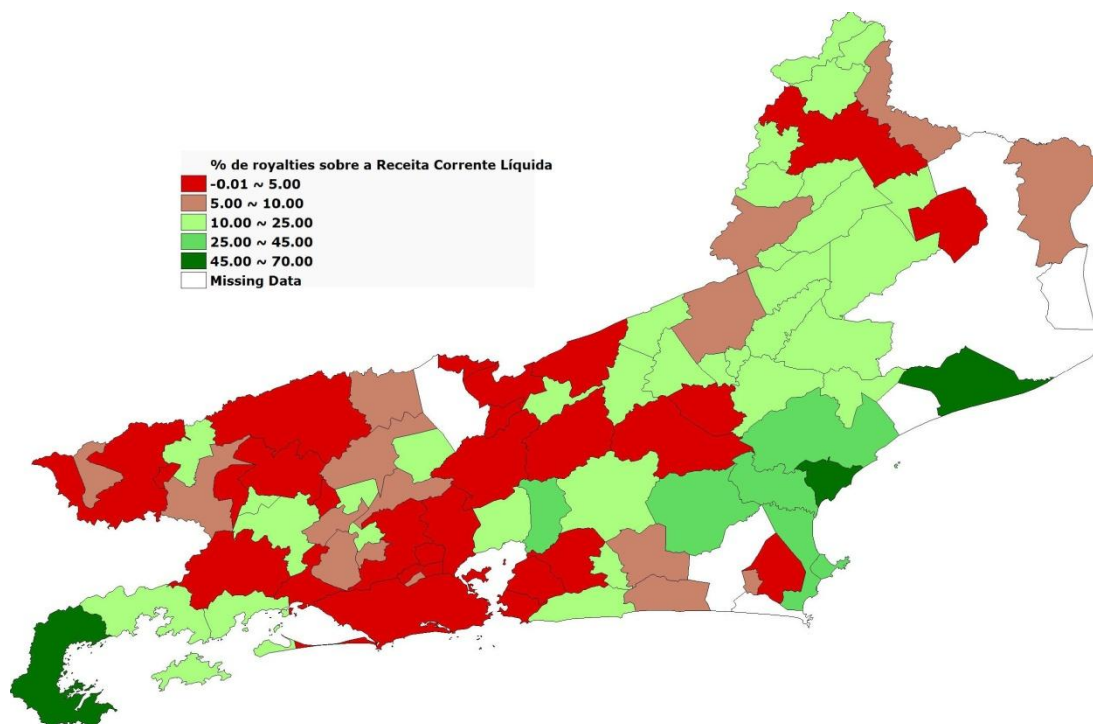 % de royalties sobre a Receita Corrente Líquida
-0.01 ~ 5.00
5.00 ~ 10.00
10.00 ~ 25.00
25.00 ~ 45.00
45.00 ~ 70.00
Missing Data